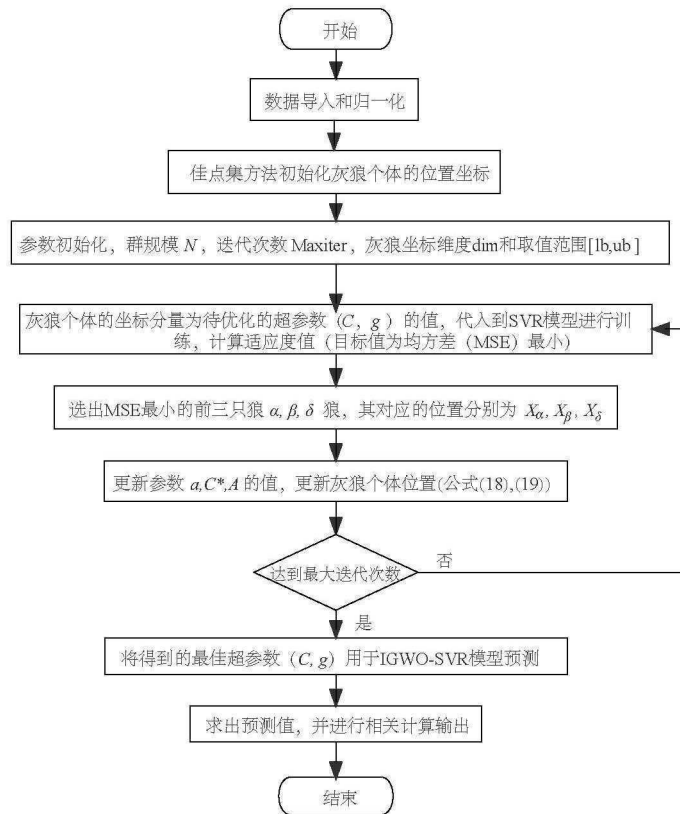 开始
数据导入和归一化
佳点集方法初始化灰狼个体的位置坐标
参数初始化，群规模 N，迭代次数 Maxiter，灰狼坐标维度dim和取值范围[lb,ub]
灰狼个体的坐标分量为待优化的超参数（C, g）的值，代入到SVR模型进行训
练，计算适应度值（目标值为均方差（MSE）最小）
选出MSE最小的前三只狼 α, β, δ 狼，其对应的位置分别为 Xα, Xβ, Xδ
更新参数 a,C*,A 的值，更新灰狼个体位置(公式(18),(19))
达到最大迭代次数
否
是
将得到的最佳超参数（C, g）用于IGWO-SVR模型预测
求出预测值，并进行相关计算输出
结束